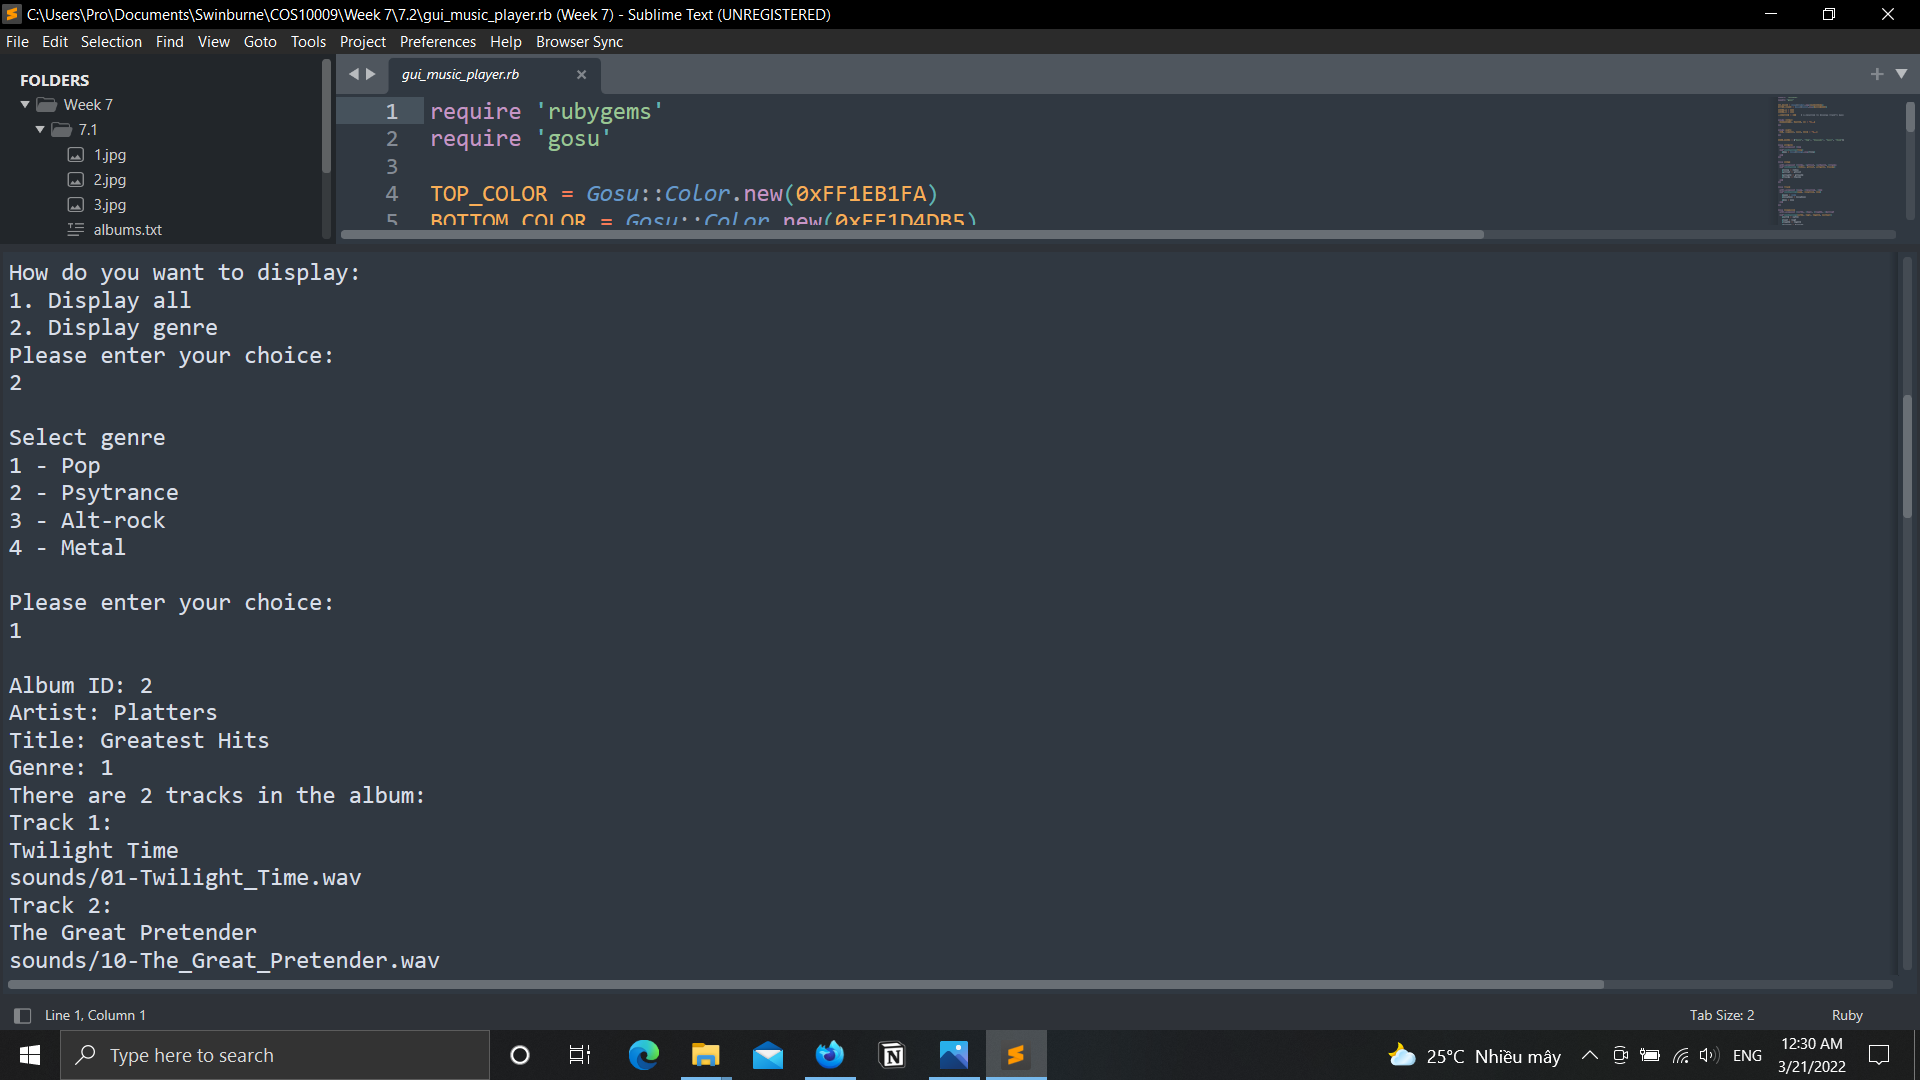 C:\Users\Pro\Documents\Swinburne\COS10009\Week 7\7.2\gui_music_player.rb (Week 7) - Sublime Text (UNREGISTERED)
File Edit Selection Find View Goto Tools Project Preferences Help Browser Sync
FOLDERS
Week 7
7.1
1.jpg
2.jpg
3.jpg
albums.txt
gui_music_player.rb
1 require 'rubygems'
2 require 'gosu'
3
4 TOP_COLOR = Gosu::Color.new(0xFF1EB1FA)
5 BOTTOM_COLOR = Gosu::Color.new(0xFF1D4DB5)
How do you want to display:
1. Display all
2. Display genre
Please enter your choice:
2
Select genre
1 - Pop
2 - Psytrance
3 - Alt-rock
4 - Metal
Please enter your choice:
1
Album ID: 2
Artist: Platters
Title: Greatest Hits
Genre: 1
There are 2 tracks in the album:
Track 1:
Twilight Time
sounds/01-Twilight_Time.wav
Track 2:
The Great Pretender
sounds/10-The_Great_Pretender.wav
Line 1, Column 1
Tab Size: 2
Ruby
Type here to search
25°C Nhiều mây
ENG
12:30 AM
3/21/2022